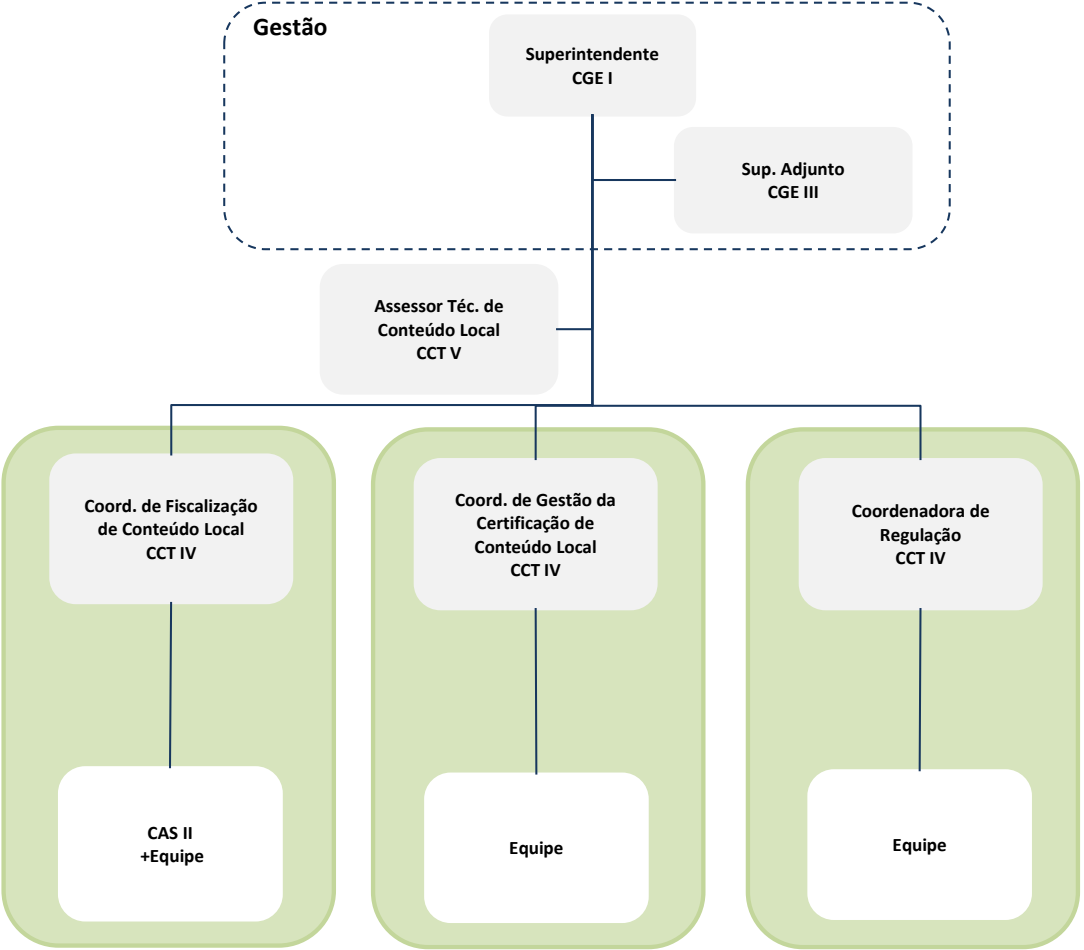 Gestão
Superintendente
CGE I
Sup. Adjunto
CGE III
Assessor Téc. de
Conteúdo Local
CCT V
Coord. de Fiscalização
de Conteúdo Local
CCT IV
Coord. de Gestão da
Certificação de
Conteúdo Local
CCT IV
Coordenadora de
Regulação
CCT IV
CAS II
+Equipe
Equipe
Equipe